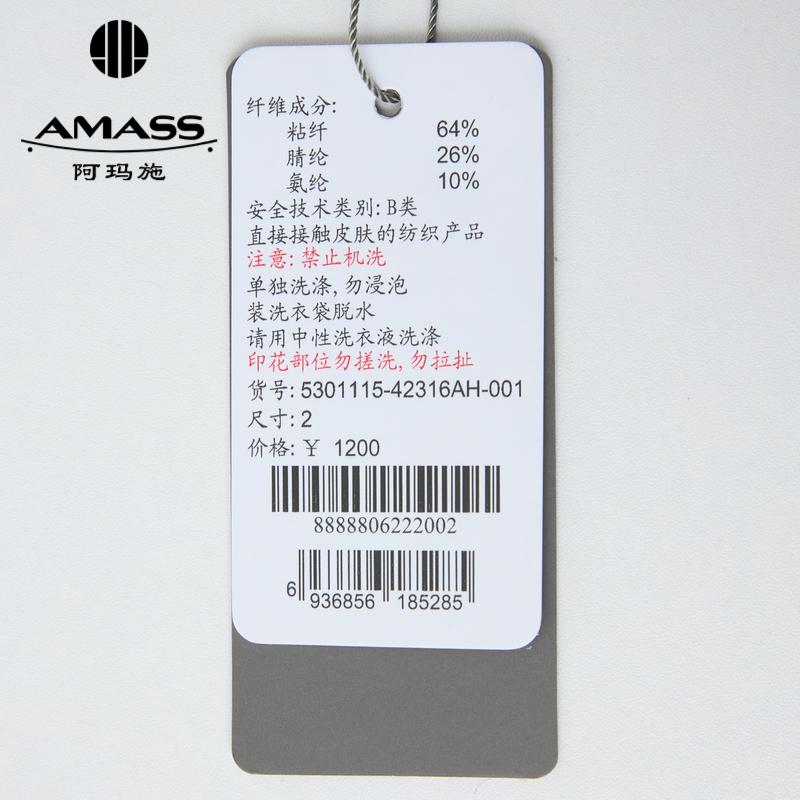 AMASS
阿玛施
纤维成分:
粘纤 64%
腈纶 26%
氨纶 10%
安全技术类别: B类
直接接触皮肤的纺织产品
注意: 禁止机洗
单独洗涤, 勿浸泡
装洗衣袋脱水
请用中性洗衣液洗涤
印花部位勿搓洗, 勿拉扯
货号: 5301115-42316AH-001
尺寸: 2
价格: ¥ 1200
8888806222002
6 936856 185285